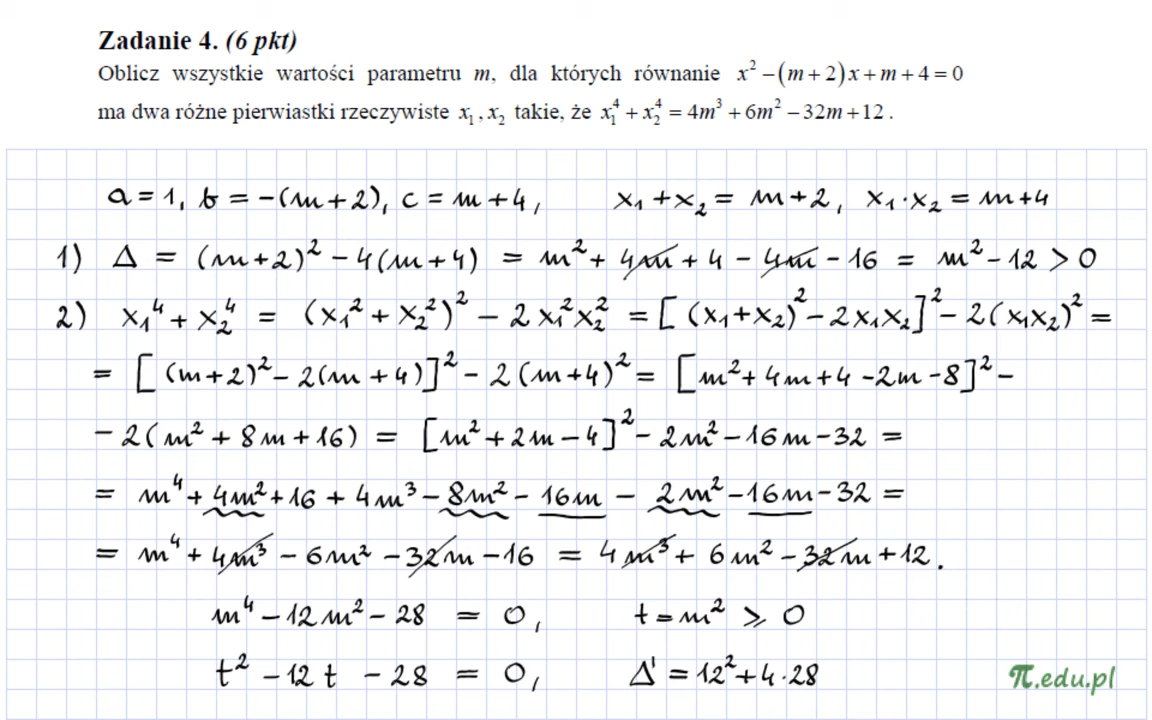 Zadanie 4. (6 pkt)
Oblicz wszystkie wartości parametru m, dla których równanie x² − (m + 2)x + m + 4 = 0
ma dwa różne pierwiastki rzeczywiste x₁, x₂ takie, że x₁⁴ + x₂⁴ = 4m³ + 6m² − 32m + 12.
a = 1, b = −(m + 2), c = m + 4, x₁ + x₂ = m + 2, x₁ · x₂ = m + 4
1) Δ = (m + 2)² − 4(m + 4) = m² + 4m + 4 − 4m − 16 = m² − 12 > 0
2) x₁⁴ + x₂⁴ = (x₁² + x₂²)² − 2x₁²x₂² = [(x₁ + x₂)² − 2x₁x₂]² − 2(x₁x₂)² =
= [(m + 2)² − 2(m + 4)]² − 2(m + 4)² = [m² + 4m + 4 − 2m − 8]² −
− 2(m² + 8m + 16) = [m² + 2m − 4]² − 2m² − 16m − 32 =
= m⁴ + 4m² + 16 + 4m³ − 8m² − 16m − 2m² − 16m − 32 =
= m⁴ + 4m³ − 6m² − 32m − 16 = 4m³ + 6m² − 32m + 12.
m⁴ − 12m² − 28 = 0, t = m² ⩾ 0
t² − 12t − 28 = 0, Δ' = 12² + 4·28
π.edu.pl